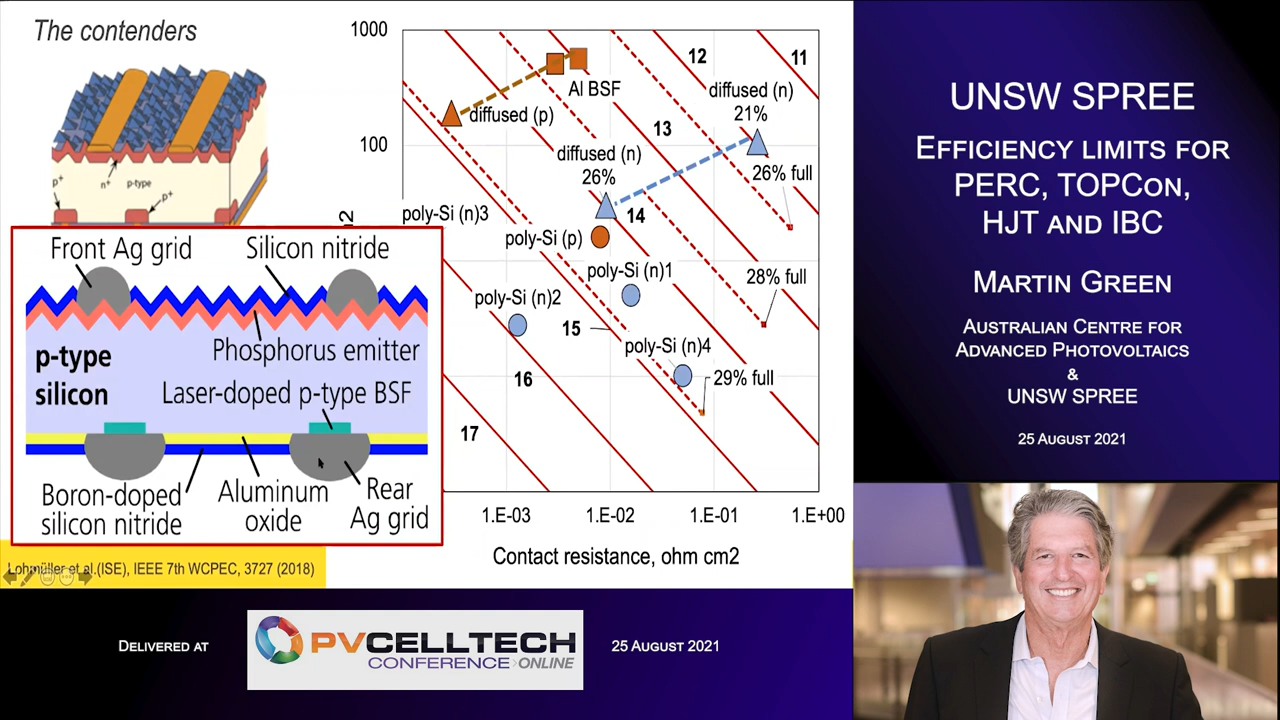 The contenders
p+
n+
p-type
p+
Front Ag grid
Silicon nitride
p-type
silicon
Phosphorus emitter
Laser-doped p-type BSF
Boron-doped
silicon nitride
Aluminum
oxide
Rear
Ag grid
Lohmüller et al.(ISE), IEEE 7th WCPEC, 3727 (2018)
1000
100
12
11
13
14
15
16
17
Al BSF
diffused (p)
diffused (n)
21%
diffused (n)
26%
26% full
poly-Si (n)3
poly-Si (p)
poly-Si (n)1
28% full
poly-Si (n)2
poly-Si (n)4
29% full
1.E-03
1.E-02
1.E-01
1.E+00
Contact resistance, ohm cm2
UNSW SPREE
EFFICIENCY LIMITS FOR
PERC, TOPCON,
HJT AND IBC
MARTIN GREEN
AUSTRALIAN CENTRE FOR
ADVANCED PHOTOVOLTAICS
&
UNSW SPREE
25 AUGUST 2021
DELIVERED AT
PVCELLTECH
CONFERENCE>ONLINE
25 AUGUST 2021